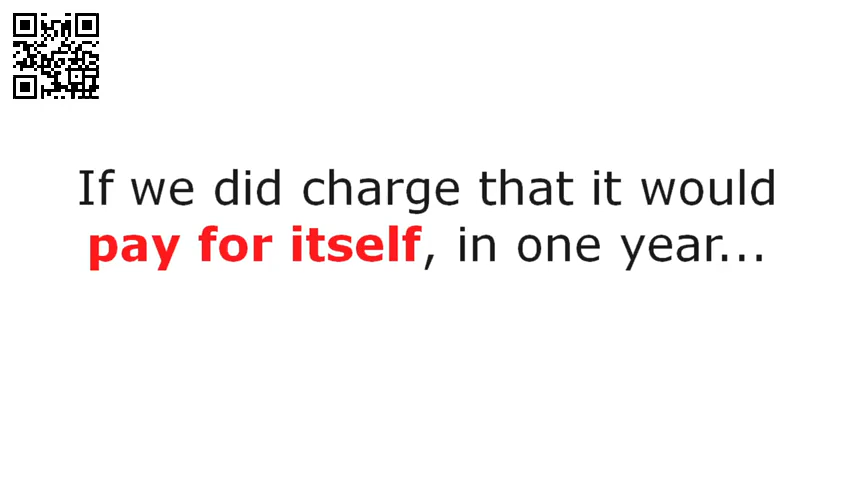 If we did charge that it would
pay for itself, in one year...